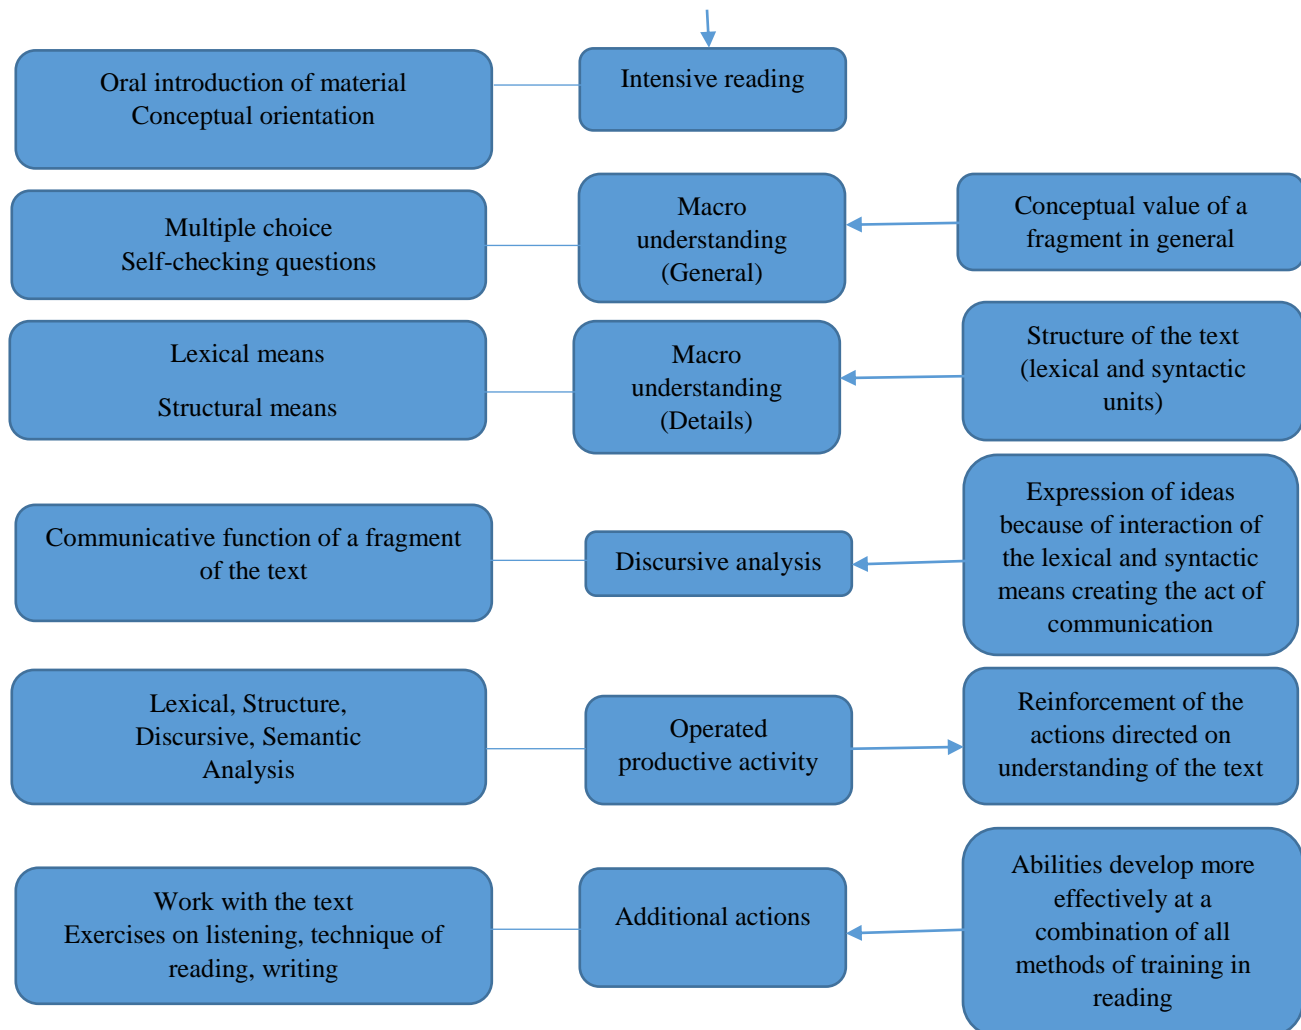 Oral introduction of material
Conceptual orientation
Intensive reading
Multiple choice
Self-checking questions
Macro
understanding
(General)
Conceptual value of a
fragment in general
Lexical means
Structural means
Macro
understanding
(Details)
Structure of the text
(lexical and syntactic
units)
Communicative function of a fragment
of the text
Discursive analysis
Expression of ideas
because of interaction of
the lexical and syntactic
means creating the act of
communication
Lexical, Structure,
Discursive, Semantic
Analysis
Operated
productive activity
Reinforcement of the
actions directed on
understanding of the text
Work with the text
Exercises on listening, technique of
reading, writing
Additional actions
Abilities develop more
effectively at a
combination of all
methods of training in
reading